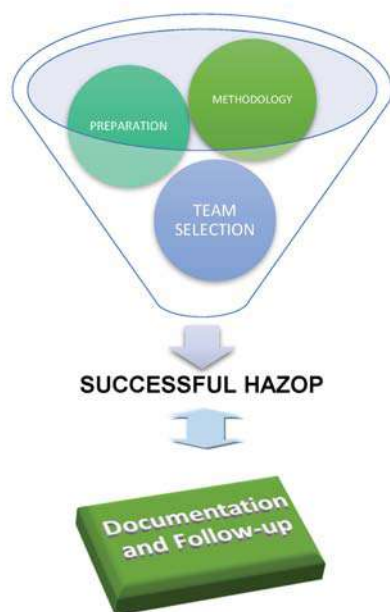 METHODOLOGY
PREPARATION
TEAM
SELECTION
SUCCESSFUL HAZOP
Documentation
and Follow-up